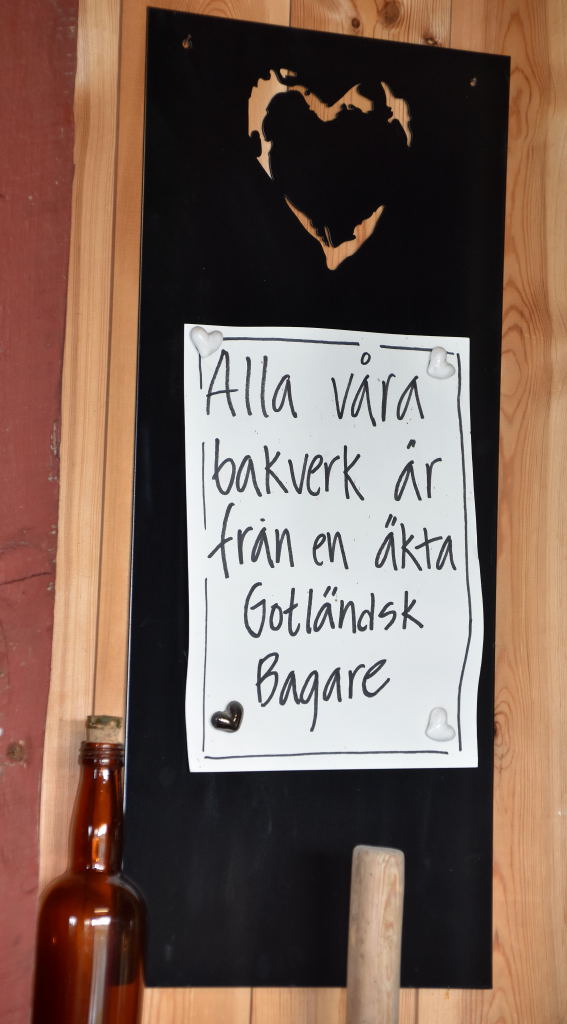 Alla våra
bakverk är
från en äkta
Gotländsk
Bagare